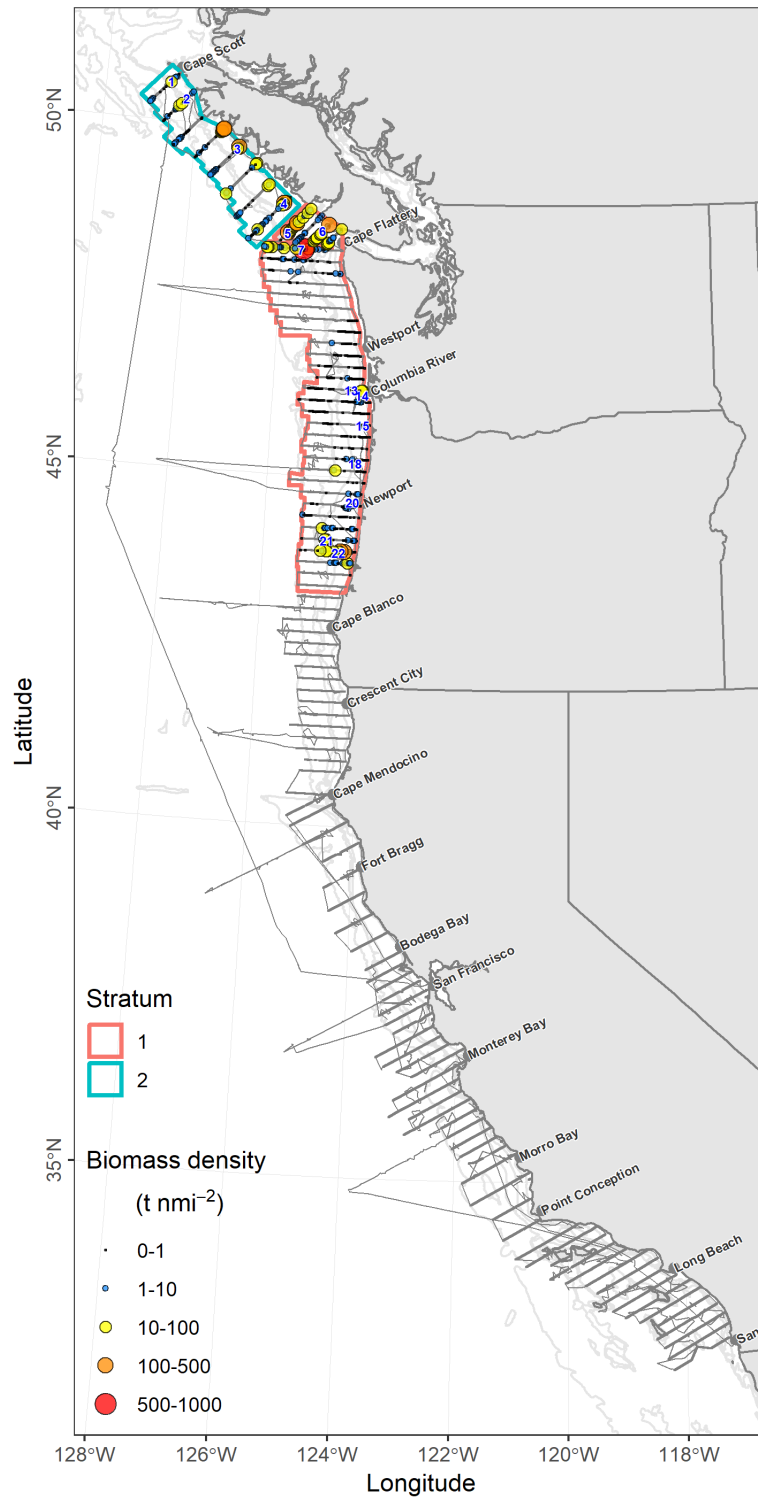 Cape Scott
50°N
1
2
3
4
5
6
7
Cape Flattery
Westport
Columbia River
13
14
15
45°N
18
Newport
20
21
22
Cape Blanco
Crescent City
Latitude
Cape Mendocino
40°N
Fort Bragg
Bodega Bay
San Francisco
Stratum
1
2
Monterey Bay
35°N
Morro Bay
Biomass density
(t nmi⁻²)
Point Conception
0-1
Long Beach
1-10
10-100
San
100-500
500-1000
128°W 126°W 124°W 122°W 120°W 118°W
Longitude